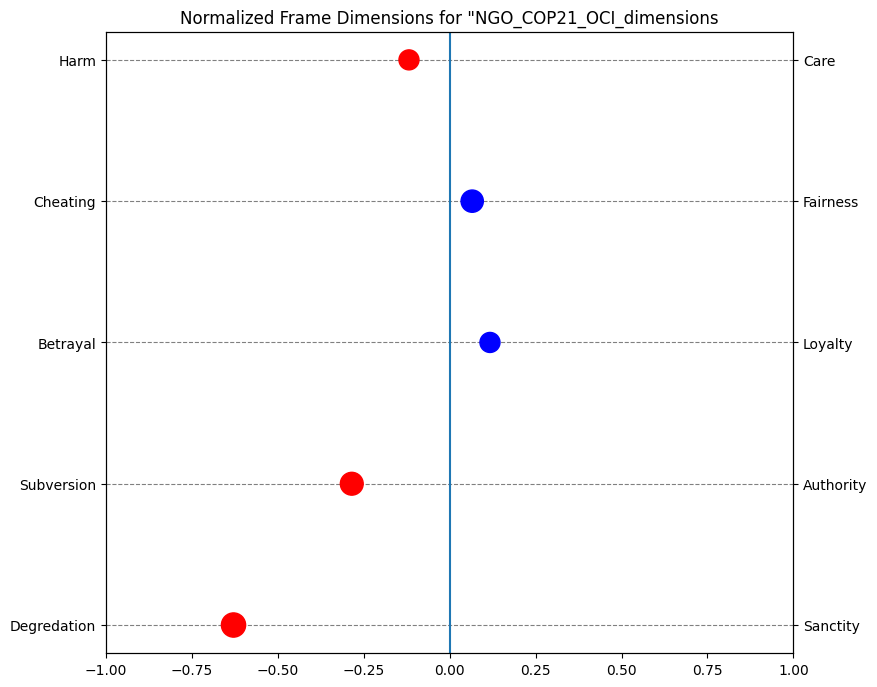 Normalized Frame Dimensions for "NGO_COP21_OCI_dimensions
Harm
Care
Cheating
Fairness
Betrayal
Loyalty
Subversion
Authority
Degredation
Sanctity
−1.00 −0.75 −0.50 −0.25 0.00 0.25 0.50 0.75 1.00